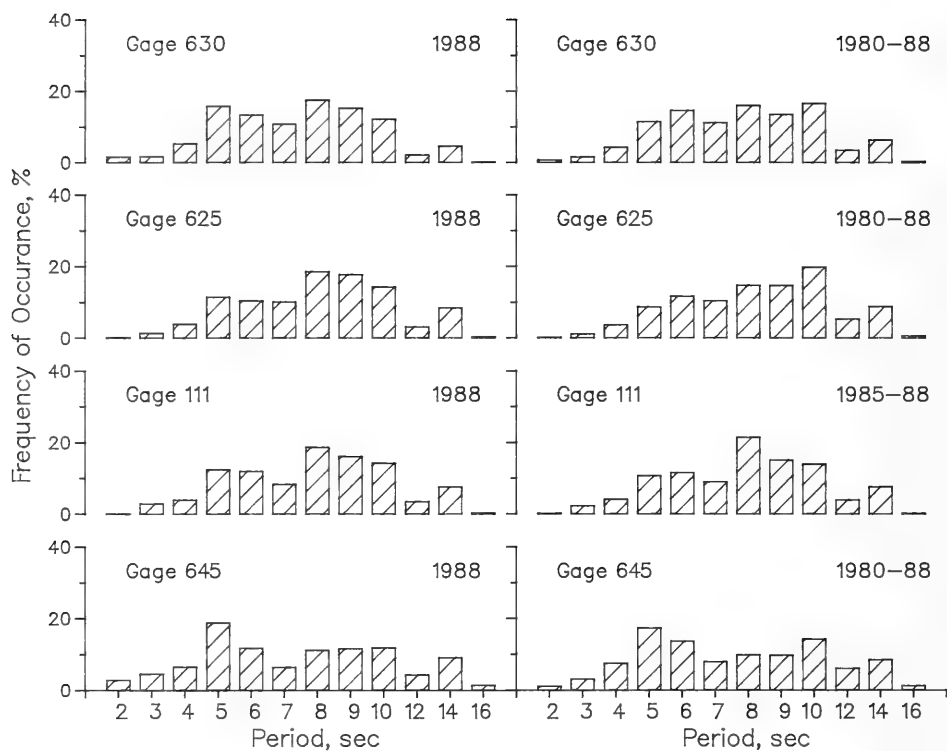 Frequency of Occurance, %
40
20
0
Gage 630 1988
Gage 630 1980-88
40
20
0
Gage 625 1988
Gage 625 1980-88
40
20
0
Gage 111 1988
Gage 111 1985-88
40
20
0
Gage 645 1988
Gage 645 1980-88
2 3 4 5 6 7 8 9 10 12 14 16
2 3 4 5 6 7 8 9 10 12 14 16
Period, sec
Period, sec